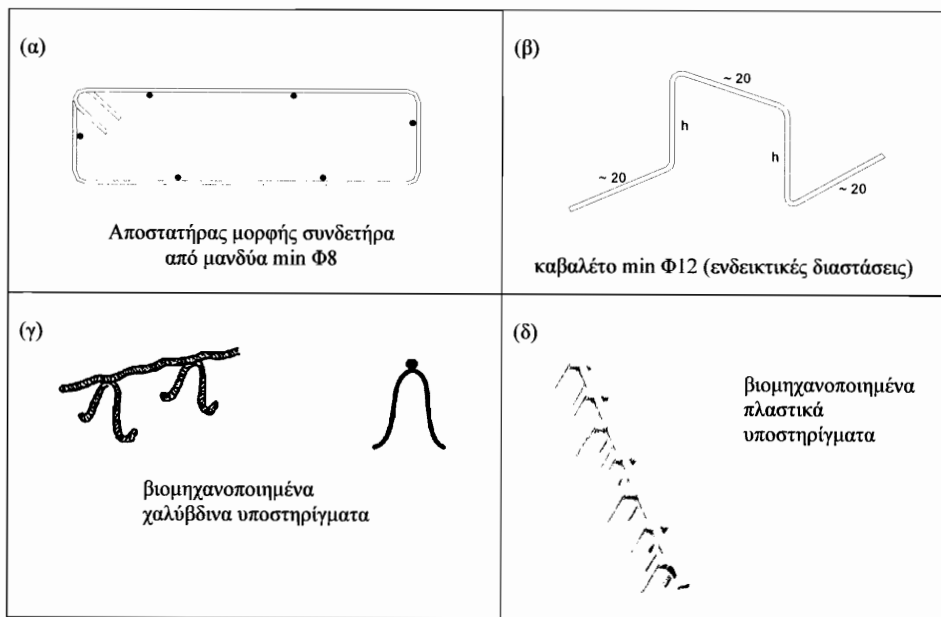 (α)
Αποστατήρας μορφής συνδετήρα
από μανδύα min Φ8
(β)
~ 20
h
h
~ 20
~ 20
καβαλέτο min Φ12 (ενδεικτικές διαστάσεις)
(γ)
βιομηχανοποιημένα
χαλύβδινα υποστηρίγματα
(δ)
βιομηχανοποιημένα
πλαστικά
υποστηρίγματα